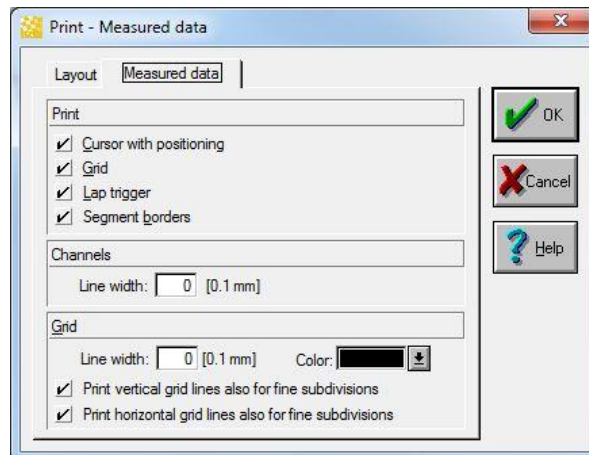 Print - Measured data
Layout
Measured data
Print
Cursor with positioning
Grid
Lap trigger
Segment borders
Channels
Line width: 0 [0.1 mm]
Grid
Line width: 0 [0.1 mm] Color:
Print vertical grid lines also for fine subdivisions
Print horizontal grid lines also for fine subdivisions
OK
Cancel
Help